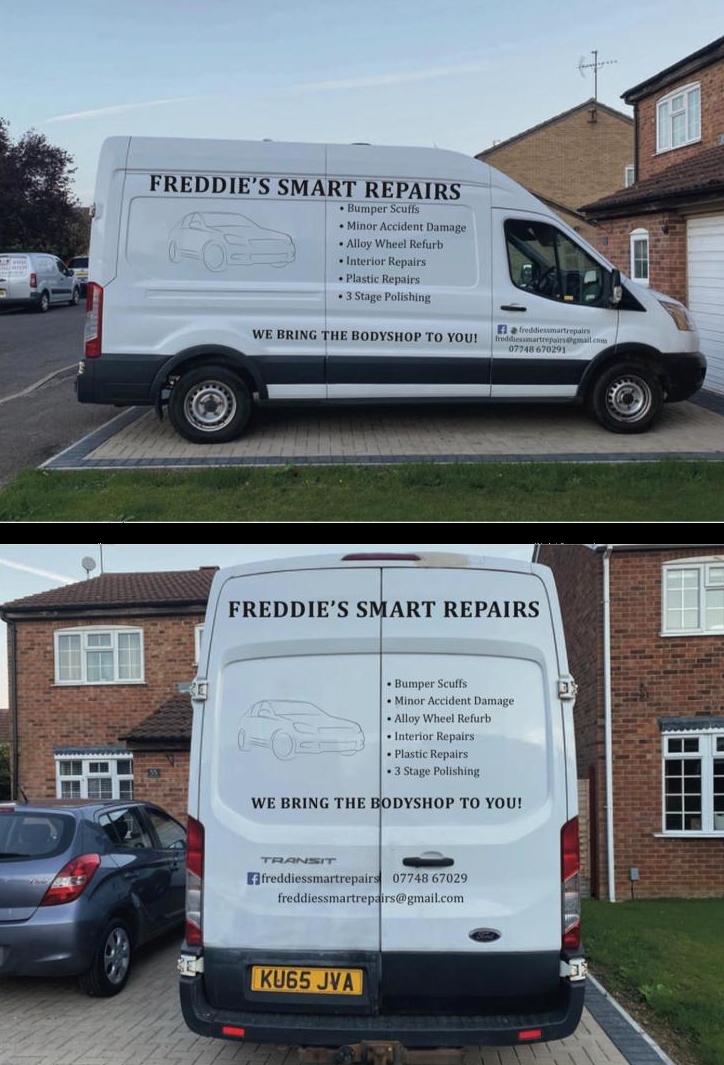 FREDDIE'S SMART REPAIRS
• Bumper Scuffs
• Minor Accident Damage
• Alloy Wheel Refurb
• Interior Repairs
• Plastic Repairs
• 3 Stage Polishing
WE BRING THE BODYSHOP TO YOU!
freddiessmartrepairs
freddiessmartrepairs@gmail.com
07748 670291
FREDDIE'S SMART REPAIRS
• Bumper Scuffs
• Minor Accident Damage
• Alloy Wheel Refurb
• Interior Repairs
• Plastic Repairs
• 3 Stage Polishing
WE BRING THE BODYSHOP TO YOU!
TRANSIT
freddiessmartrepairs 07748 67029
freddiessmartrepairs@gmail.com
Ford
KU65 JVA